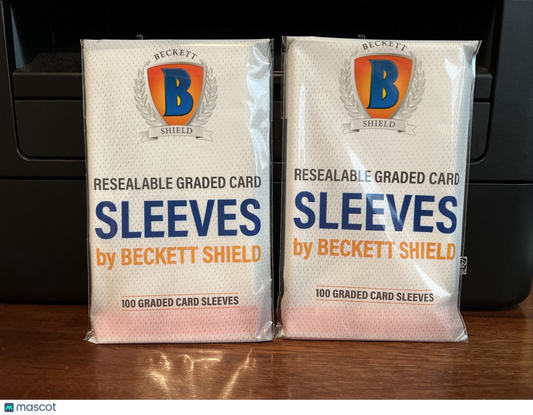 BECKETT
B
SHIELD
RESEALABLE GRADED CARD
SLEEVES
by BECKETT SHIELD
100 GRADED CARD SLEEVES
BECKETT
B
SHIELD
RESEALABLE GRADED CARD
SLEEVES
by BECKETT SHIELD
100 GRADED CARD SLEEVES
mascot